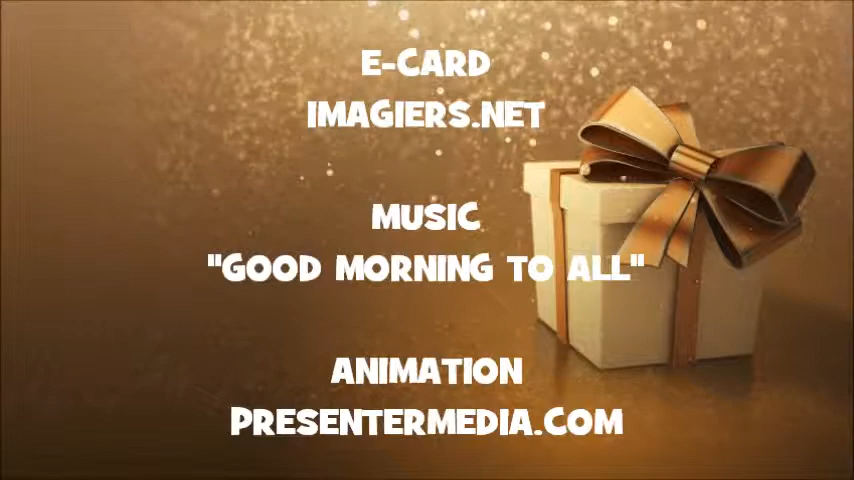 E-CARD
IMAGIERS.NET
MUSIC
"GOOD MORNING TO ALL"
ANIMATION
PRESENTERMEDIA.COM